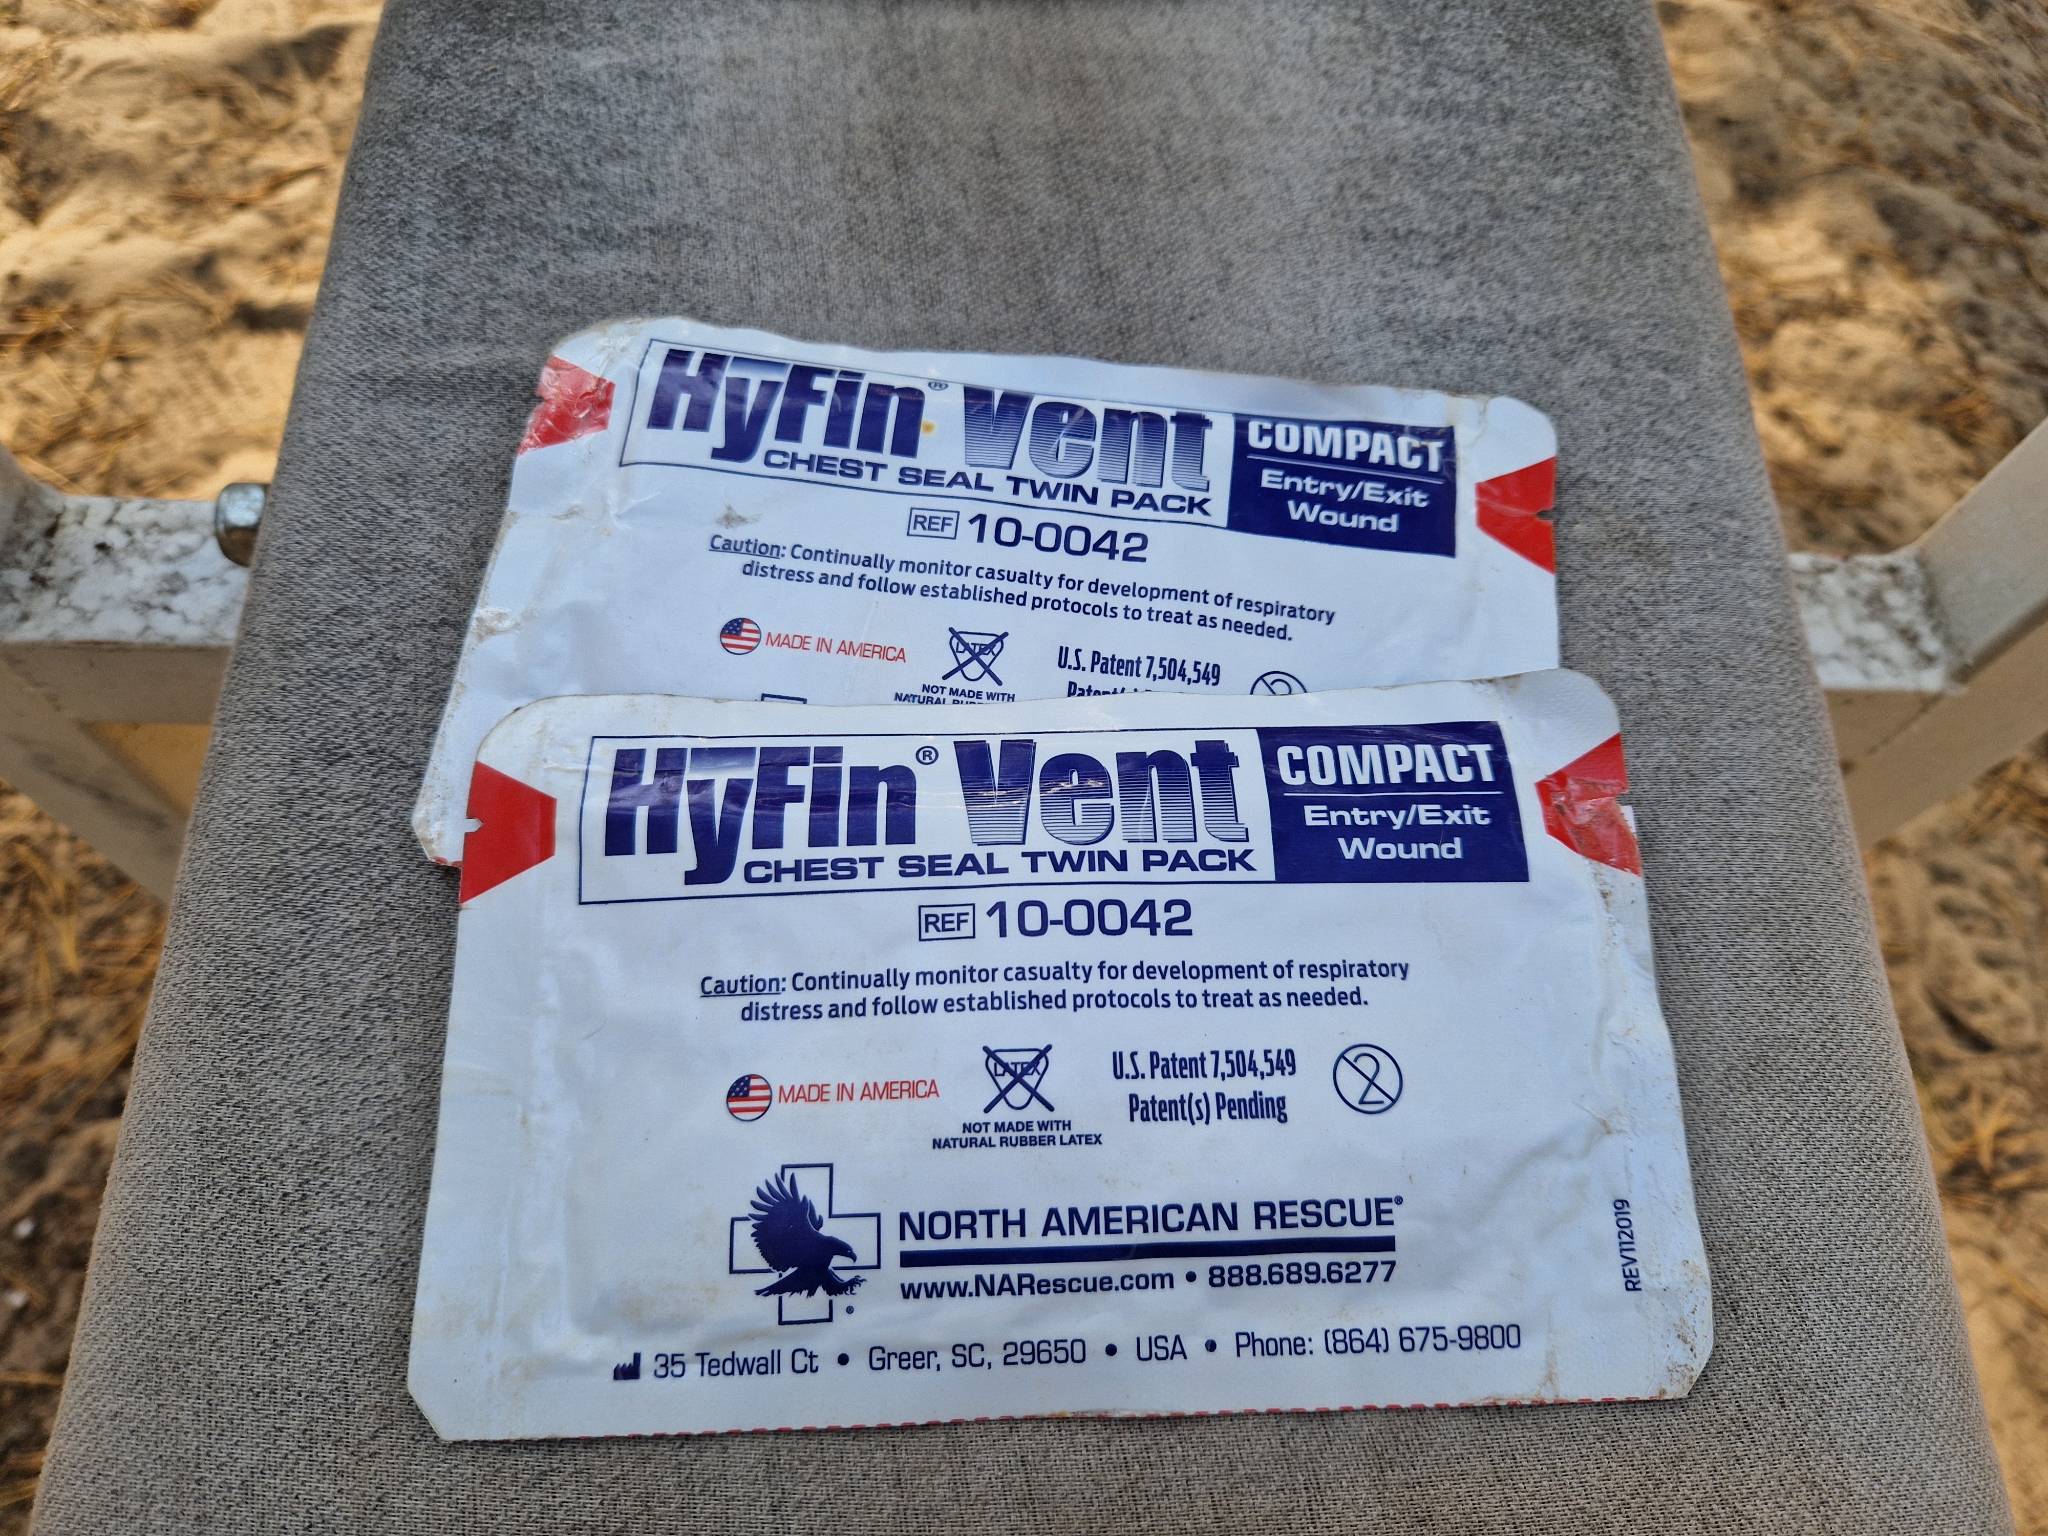 HyFin® Vent
CHEST SEAL TWIN PACK
COMPACT
Entry/Exit
Wound
REF 10-0042
Caution: Continually monitor casualty for development of respiratory
distress and follow established protocols to treat as needed.
MADE IN AMERICA
LATEX
NOT MADE WITH
U.S. Patent 7,504,549
2
HyFin® Vent
CHEST SEAL TWIN PACK
COMPACT
Entry/Exit
Wound
REF 10-0042
Caution: Continually monitor casualty for development of respiratory
distress and follow established protocols to treat as needed.
MADE IN AMERICA
LATEX
NOT MADE WITH
NATURAL RUBBER LATEX
U.S. Patent 7,504,549
Patent(s) Pending
2
NORTH AMERICAN RESCUE®
www.NARescue.com • 888.689.6277
REV112019
35 Tedwall Ct • Greer, SC, 29650 • USA • Phone: (864) 675-9800